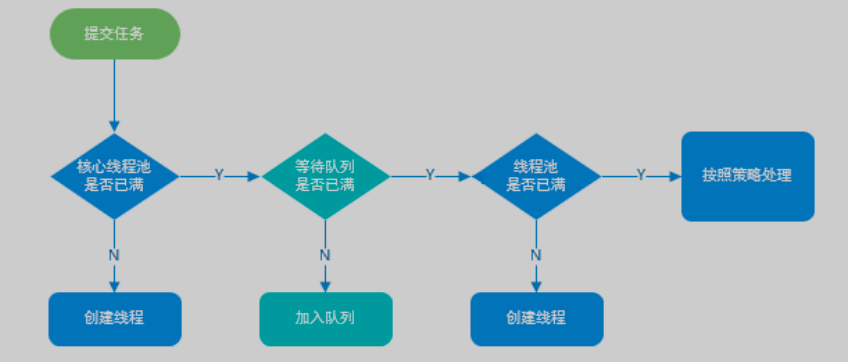 提交任务
核心线程池
是否已满
Y
等待队列
是否已满
Y
线程池
是否已满
Y
按照策略处理
N
N
N
创建线程
加入队列
创建线程